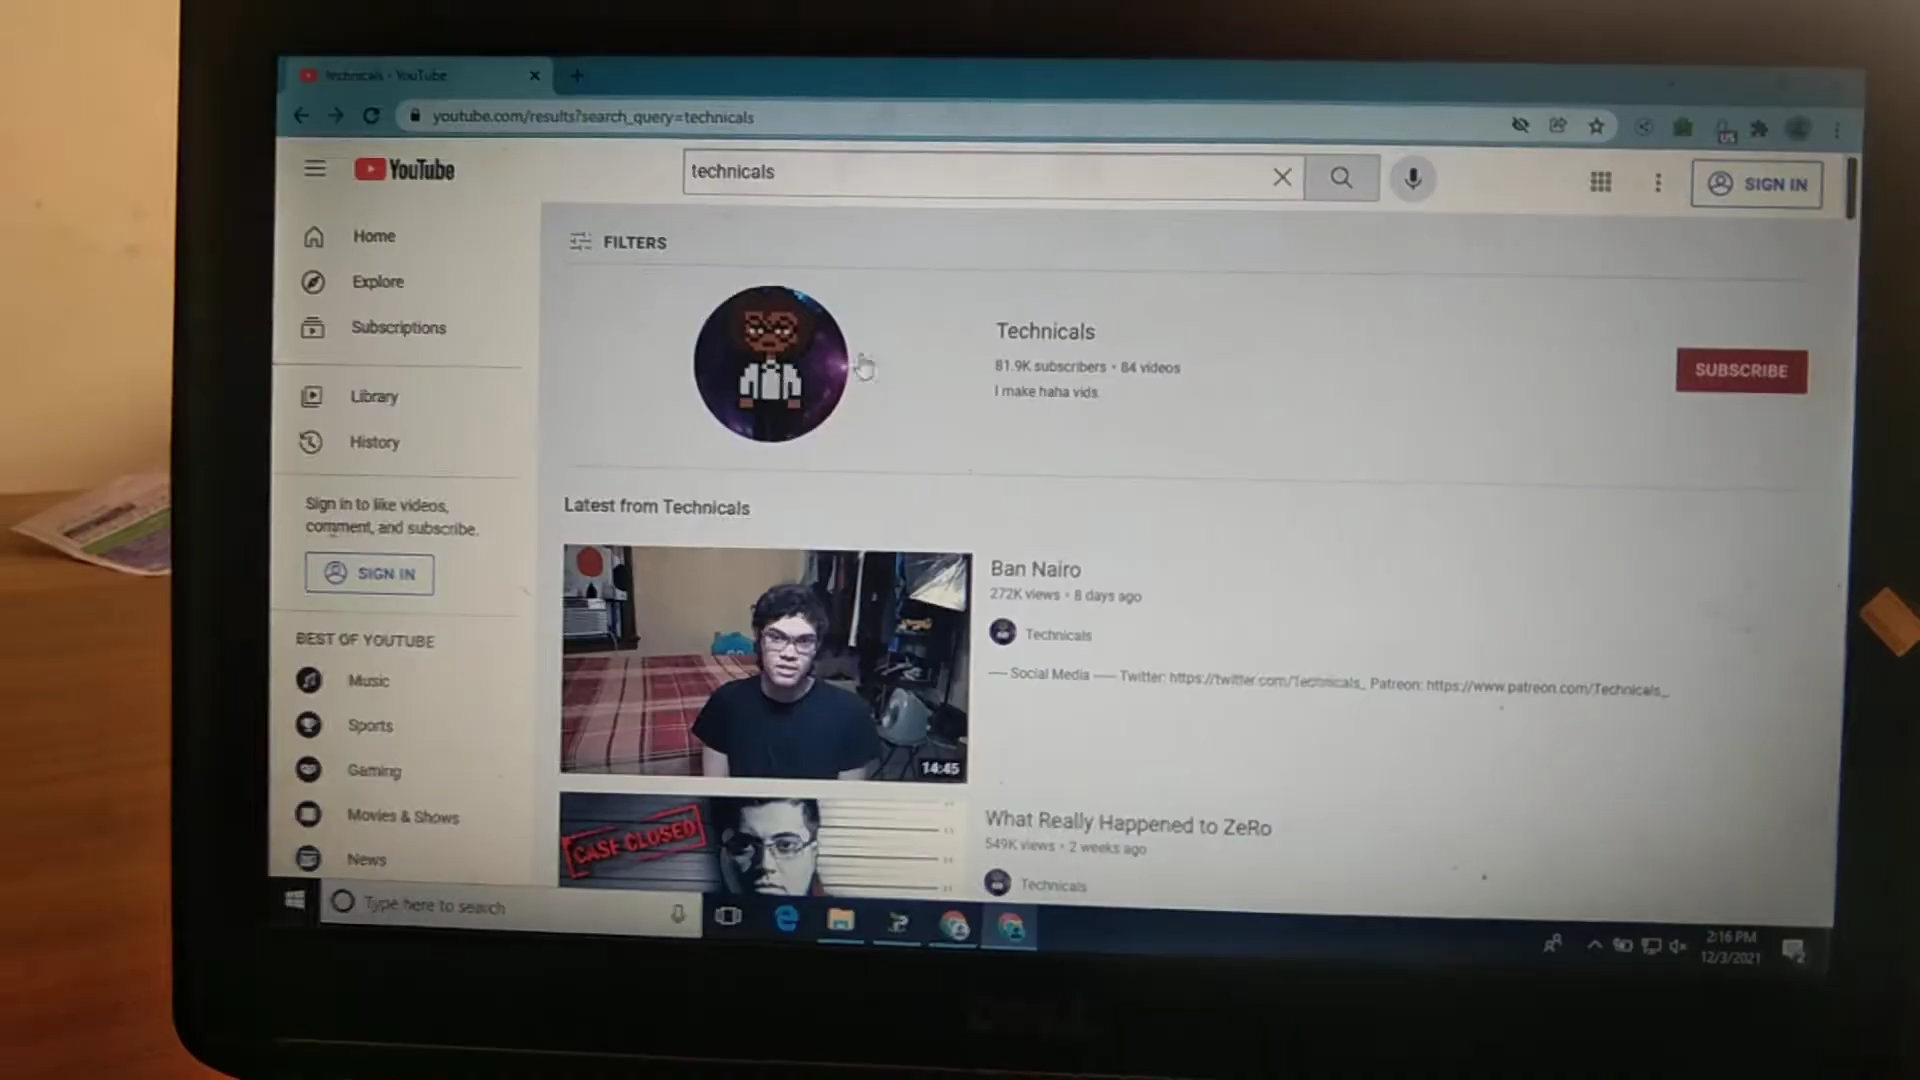 technicals - YouTube
youtube.com/results?search_query=technicals
YouTube
technicals
SIGN IN
Home
Explore
Subscriptions
Library
History
Sign in to like videos,
comment, and subscribe.
SIGN IN
BEST OF YOUTUBE
Music
Sports
Gaming
Movies & Shows
News
FILTERS
Technicals
81.9K subscribers • 84 videos
I make haha vids
SUBSCRIBE
Latest from Technicals
14:45
Ban Nairo
272K views • 8 days ago
Technicals
---- Social Media ---- Twitter: https://twitter.com/Technicals_ Patreon: https://www.patreon.com/Technicals_
CASE CLOSED
What Really Happened to ZeRo
549K views • 2 weeks ago
Technicals
Type here to search
2:16 PM
12/3/2021
2
US
DELL